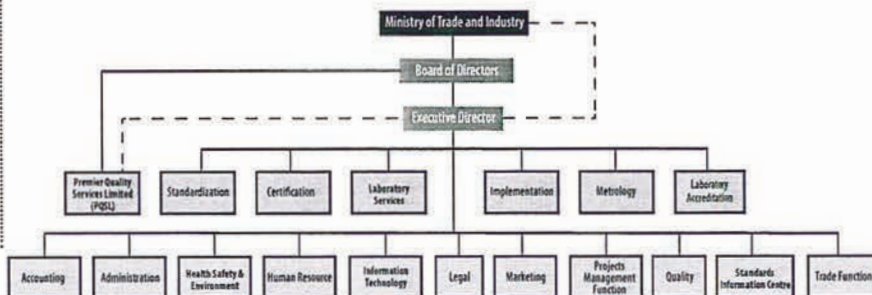 Ministry of Trade and Industry
Board of Directors
Executive Director
Premier Quality
Services Limited
(PQSL)
Standardization
Certification
Laboratory
Services
Implementation
Metrology
Laboratory
Accreditation
Accounting
Administration
Health Safety &
Environment
Human Resource
Information
Technology
Legal
Marketing
Projects
Management
Function
Quality
Standards
Information Centre
Trade Function